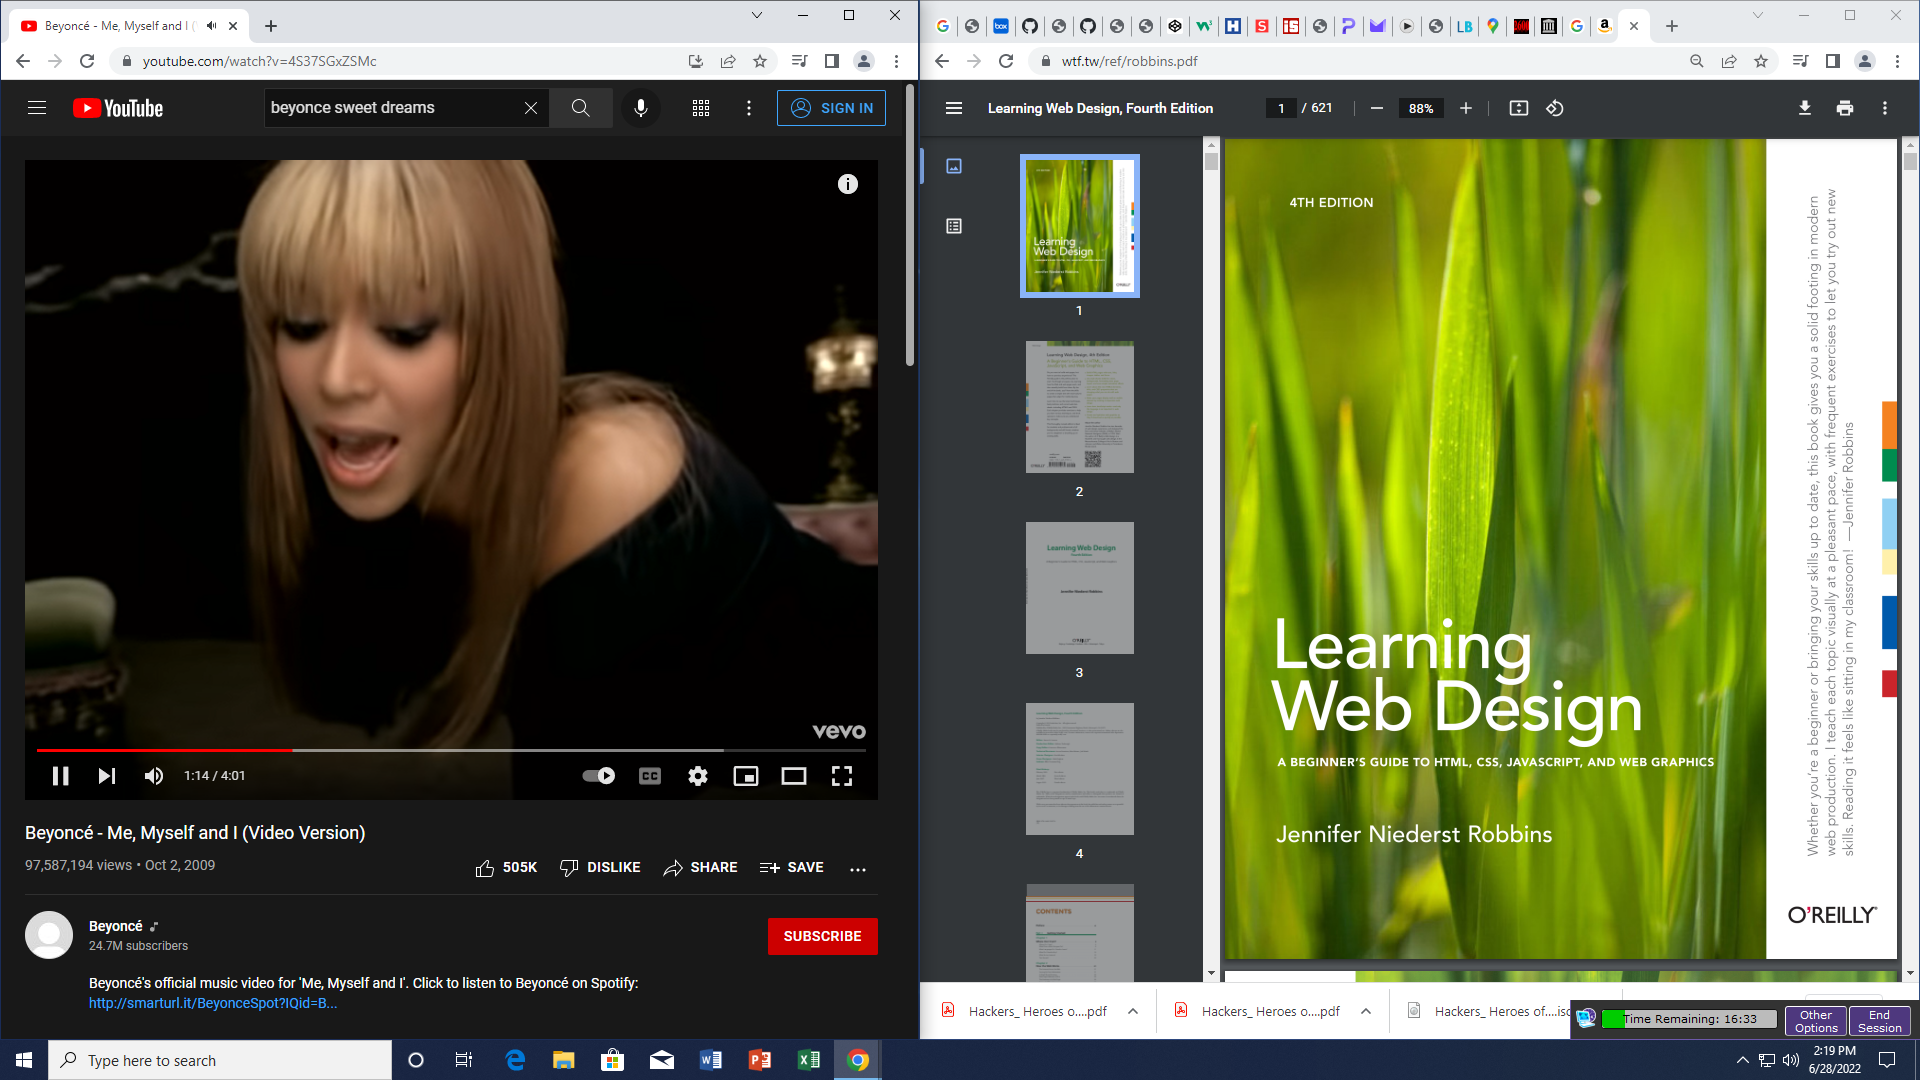 Beyoncé - Me, Myself and I (
youtube.com/watch?v=4S37SGxZSMc
YouTube
beyonce sweet dreams
SIGN IN
vevo
1:14 / 4:01
CC
Beyoncé - Me, Myself and I (Video Version)
97,587,194 views • Oct 2, 2009
505K
DISLIKE
SHARE
SAVE
Beyoncé
24.7M subscribers
SUBSCRIBE
Beyoncé's official music video for 'Me, Myself and I'. Click to listen to Beyoncé on Spotify:
http://smarturl.it/BeyonceSpot?IQid=B...
wtf.tw/ref/robbins.pdf
Learning Web Design, Fourth Edition
1 / 621
88%
Learning
Web Design
1
2
Learning Web Design
3
4
CONTENTS
4TH EDITION
Learning
Web Design
A BEGINNER'S GUIDE TO HTML, CSS, JAVASCRIPT, AND WEB GRAPHICS
Jennifer Niederst Robbins
Whether you're a beginner or bringing your skills up to date, this book gives you a solid footing in modern
web production. I teach each topic visually at a pleasant pace, with frequent exercises to let you try out new
skills. Reading it feels like sitting in my classroom! —Jennifer Robbins
O'REILLY
Hackers_ Heroes o....pdf
Hackers_ Heroes o....pdf
Hackers_ Heroes of....iso
Time Remaining: 16:33
Other
Options
End
Session
Type here to search
2:19 PM
6/28/2022